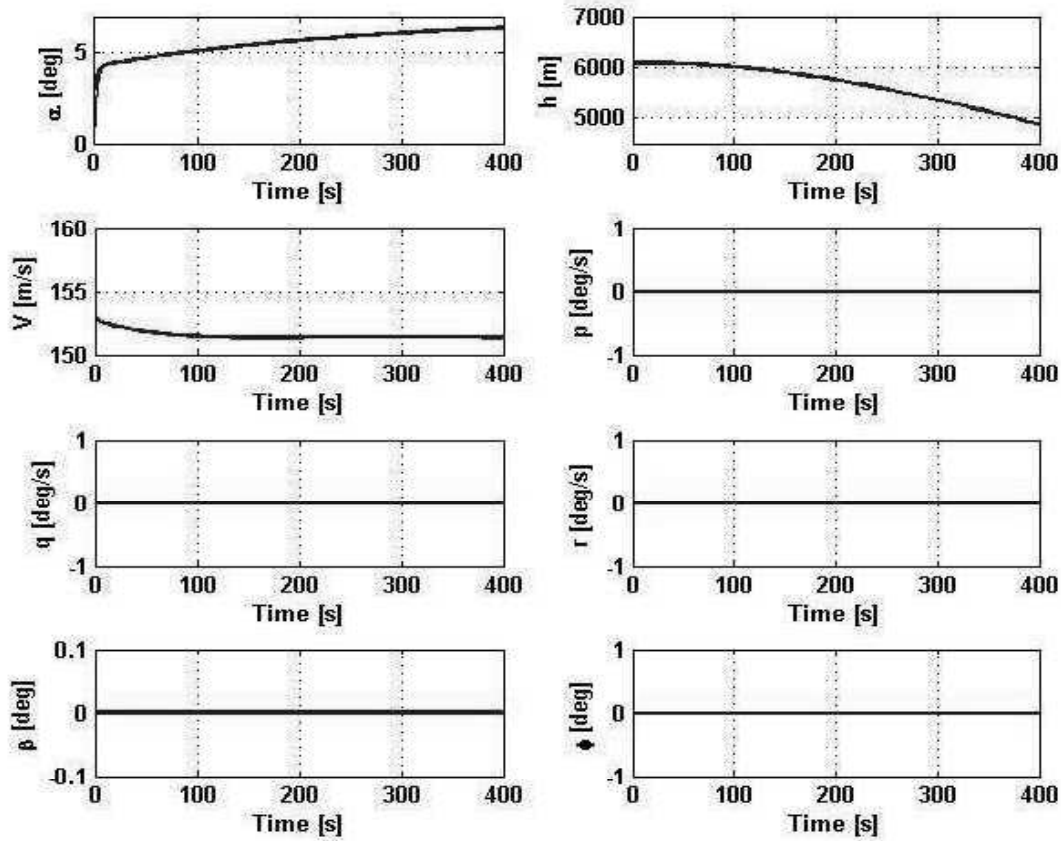 α [deg]
5
0
0 100 200 300 400
Time [s]
h [m]
7000
6000
5000
0 100 200 300 400
Time [s]
V [m/s]
160
155
150
0 100 200 300 400
Time [s]
p [deg/s]
1
0
-1
0 100 200 300 400
Time [s]
q [deg/s]
1
0
-1
0 100 200 300 400
Time [s]
r [deg/s]
1
0
-1
0 100 200 300 400
Time [s]
β [deg]
0.1
0
-0.1
0 100 200 300 400
Time [s]
ϕ [deg]
1
0
-1
0 100 200 300 400
Time [s]